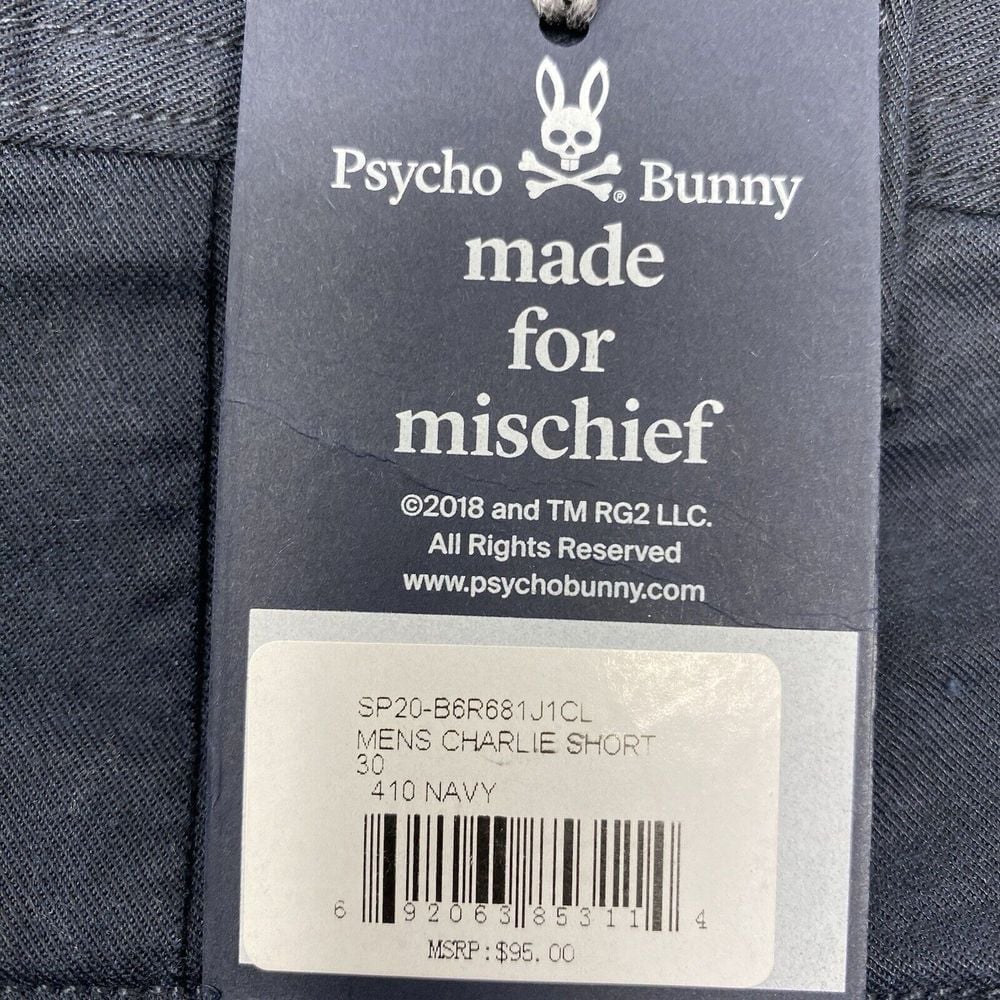 Psycho ® Bunny
made
for
mischief
©2018 and TM RG2 LLC.
All Rights Reserved
www.psychobunny.com
SP20-B6R681J1CL
MENS CHARLIE SHORT
30
410 NAVY
6 92063 85311 4
MSRP:$95.00